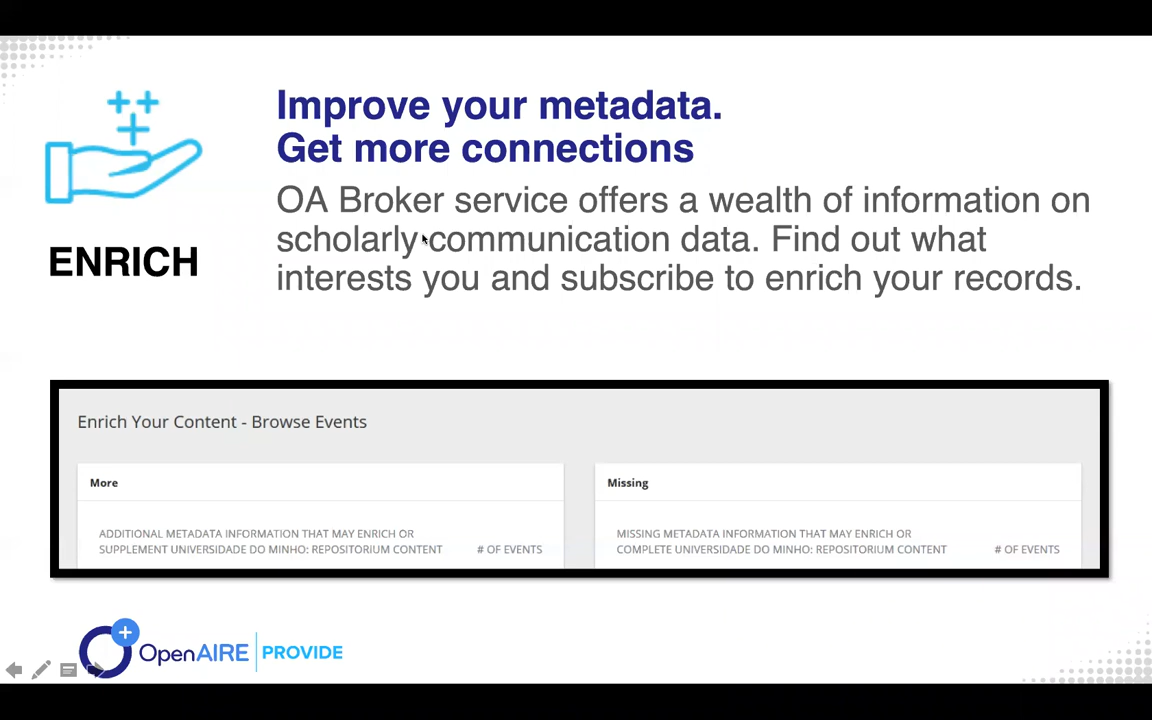 Improve your metadata.
Get more connections
OA Broker service offers a wealth of information on
scholarly communication data. Find out what
interests you and subscribe to enrich your records.
ENRICH
Enrich Your Content - Browse Events
More
ADDITIONAL METADATA INFORMATION THAT MAY ENRICH OR
SUPPLEMENT UNIVERSIDADE DO MINHO: REPOSITORIUM CONTENT
# OF EVENTS
Missing
MISSING METADATA INFORMATION THAT MAY ENRICH OR
COMPLETE UNIVERSIDADE DO MINHO: REPOSITORIUM CONTENT
# OF EVENTS
OpenAIRE PROVIDE